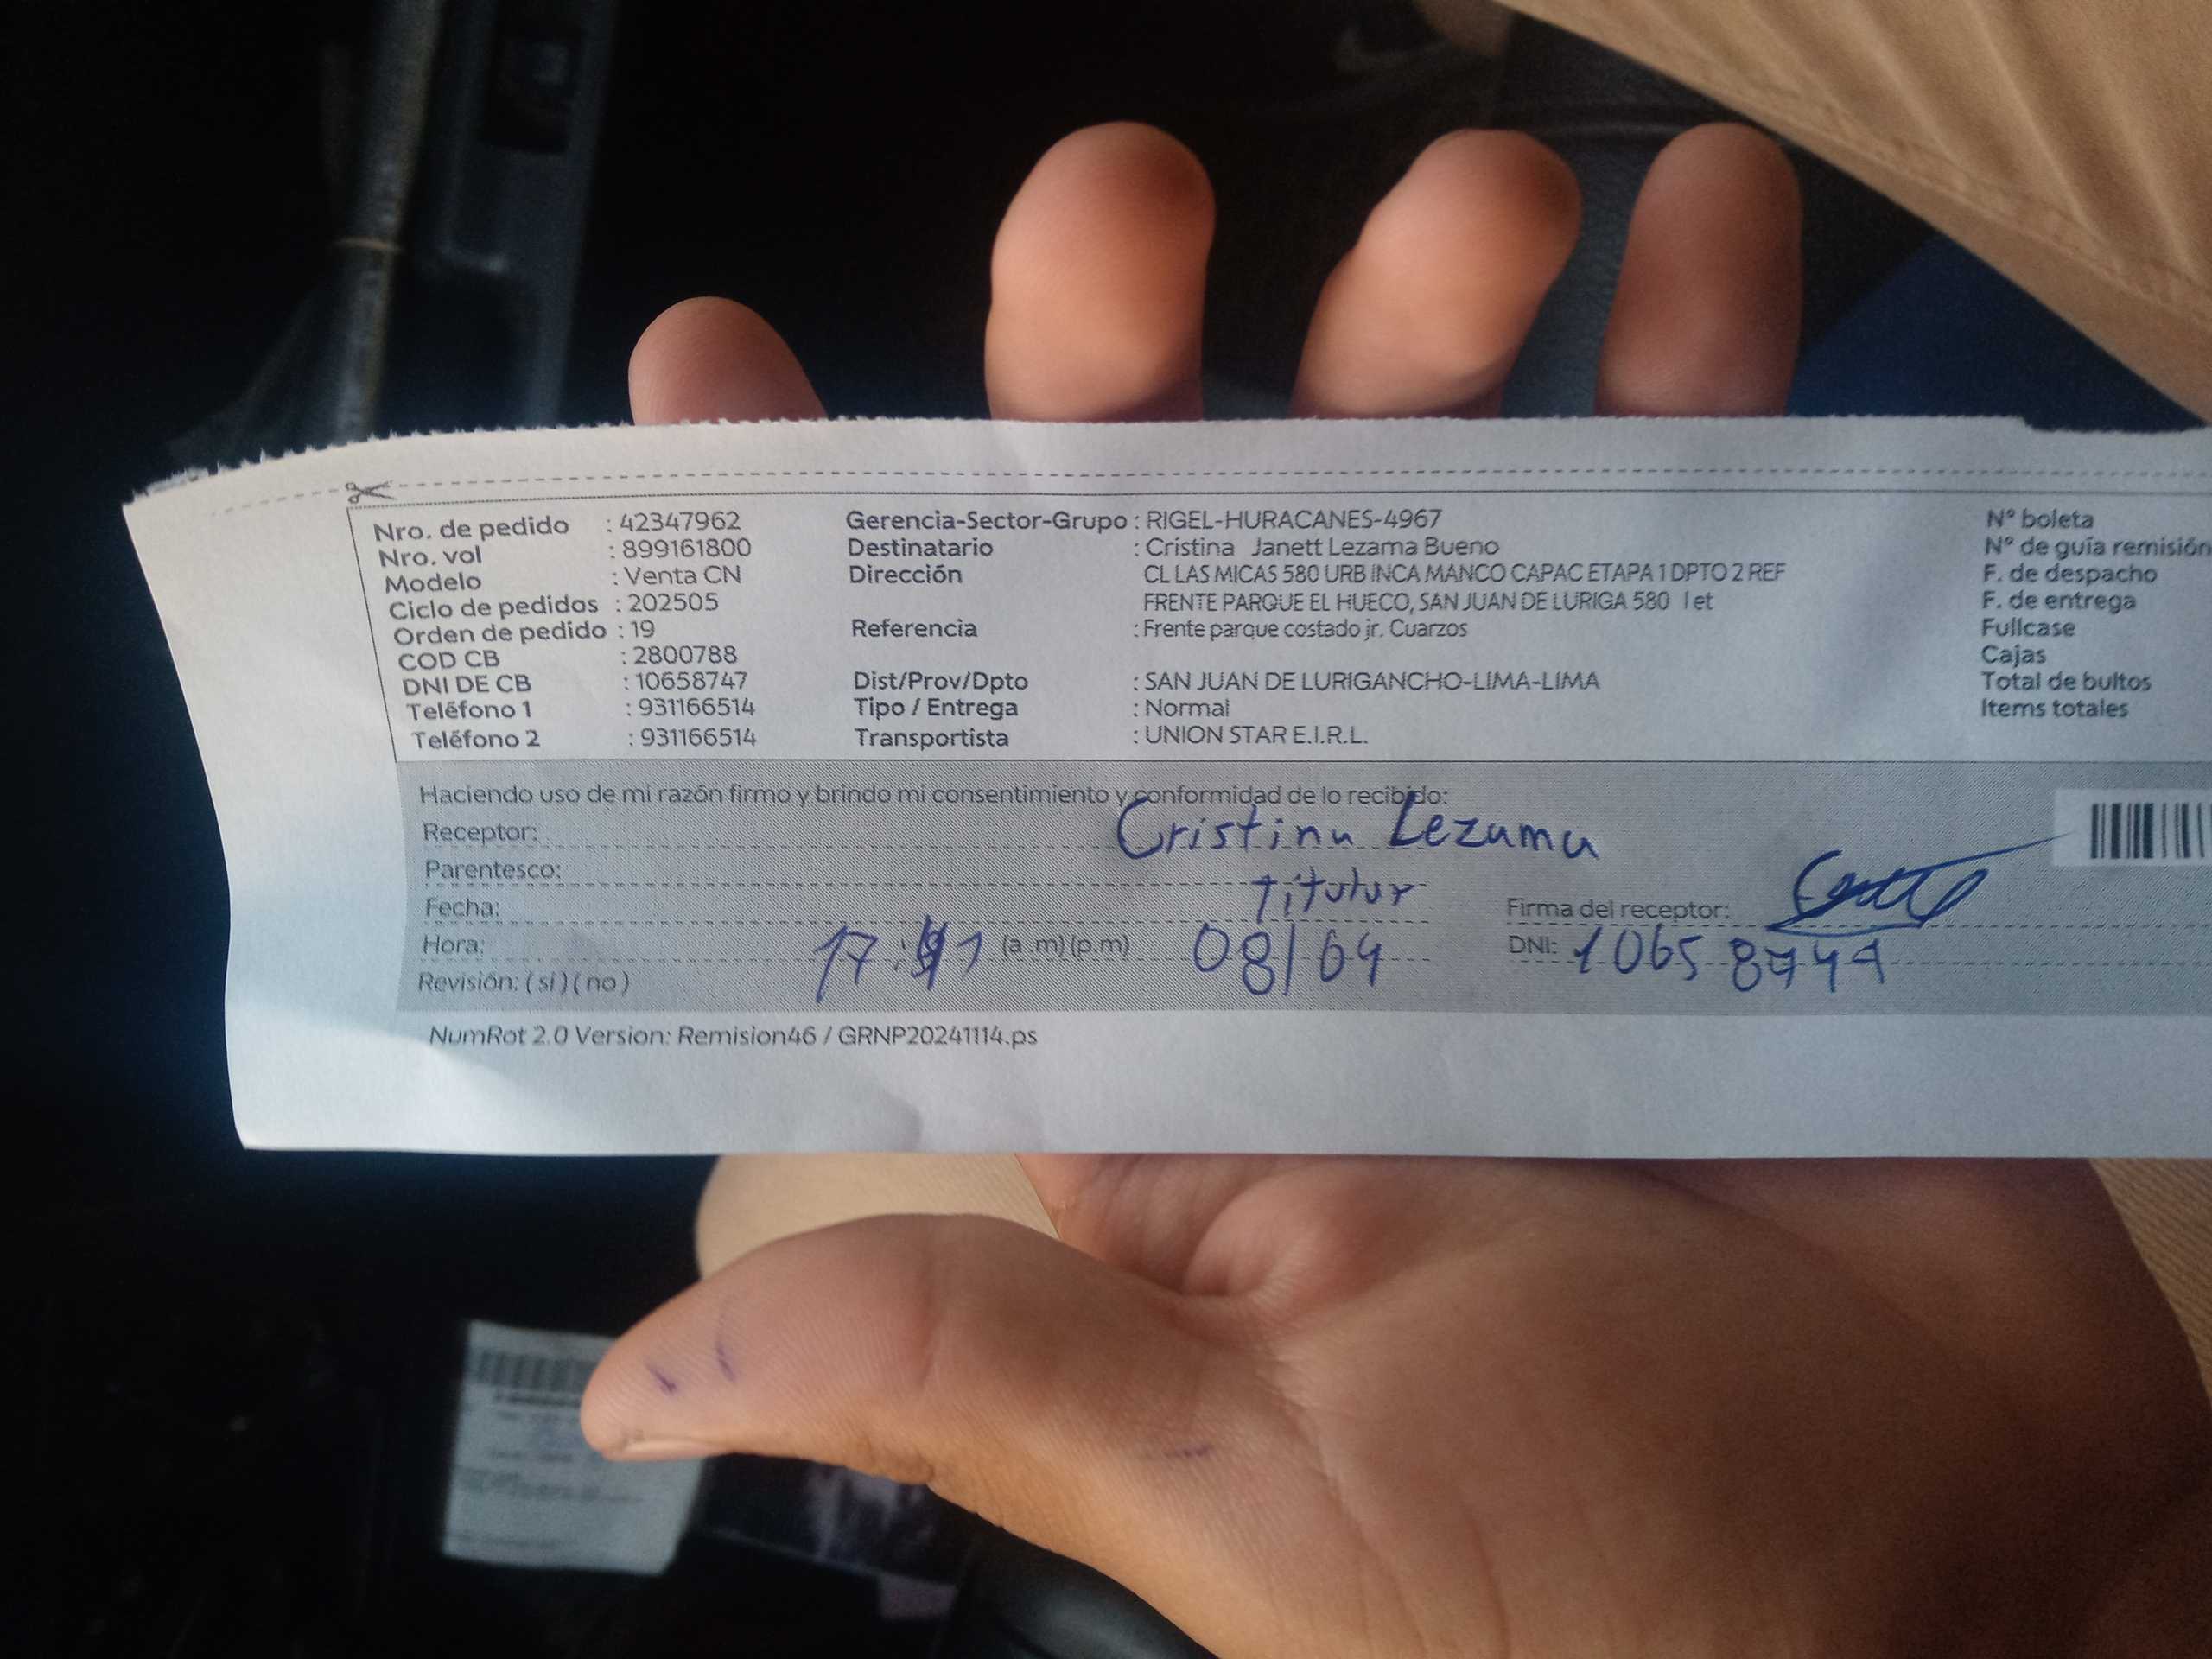 Nro. de pedido : 42347962 Gerencia-Sector-Grupo : RIGEL-HURACANES-4967 N° boleta
Nro. vol : 899161800 Destinatario : Cristina Janett Lezama Bueno N° de guía remisión
Modelo : Venta CN Dirección CL LAS MICAS 580 URB INCA MANCO CAPAC ETAPA 1 DPTO 2 REF F. de despacho
Ciclo de pedidos : 202505 FRENTE PARQUE EL HUECO, SAN JUAN DE LURIGA 580 1 et F. de entrega
Orden de pedido : 19 Referencia : Frente parque costado jr. Cuarzos Fullcase
COD CB : 2800788 Cajas
DNI DE CB : 10658747 Dist/Prov/Dpto : SAN JUAN DE LURIGANCHO-LIMA-LIMA Total de bultos
Teléfono 1 : 931166514 Tipo / Entrega : Normal Items totales
Teléfono 2 : 931166514 Transportista : UNION STAR E.I.R.L.
Haciendo uso de mi razón firmo y brindo mi consentimiento y conformidad de lo recibido:
Receptor: Cristina Lezama
Parentesco: Titular
Fecha: Firma del receptor:
Hora: (a .m) (p.m) 08/04 DNI: 10658744
Revisión: ( si ) ( no )
NumRot 2.0 Version: Remision46 / GRNP20241114.ps